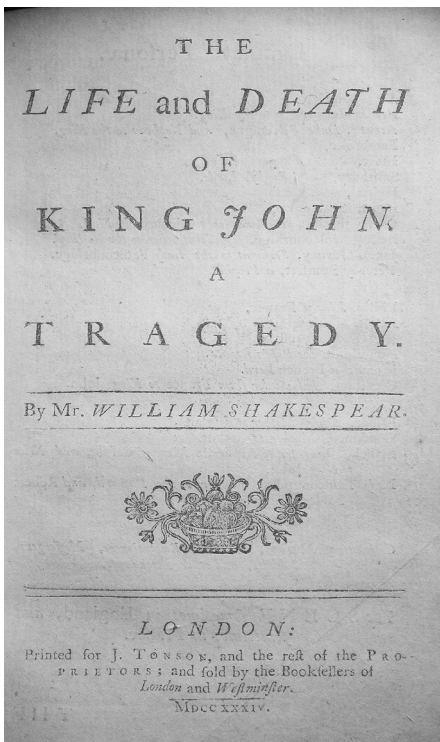 THE
LIFE and DEATH
OF
KING JOHN.
A
TRAGEDY.
By Mr. WILLIAM SHAKESPEAR.
LONDON:
Printed for J. TONSON, and the reſt of the PRO-
PRIETORS; and ſold by the Bookſellers of
London and Weſtminſter.
MDCCXXXIV.